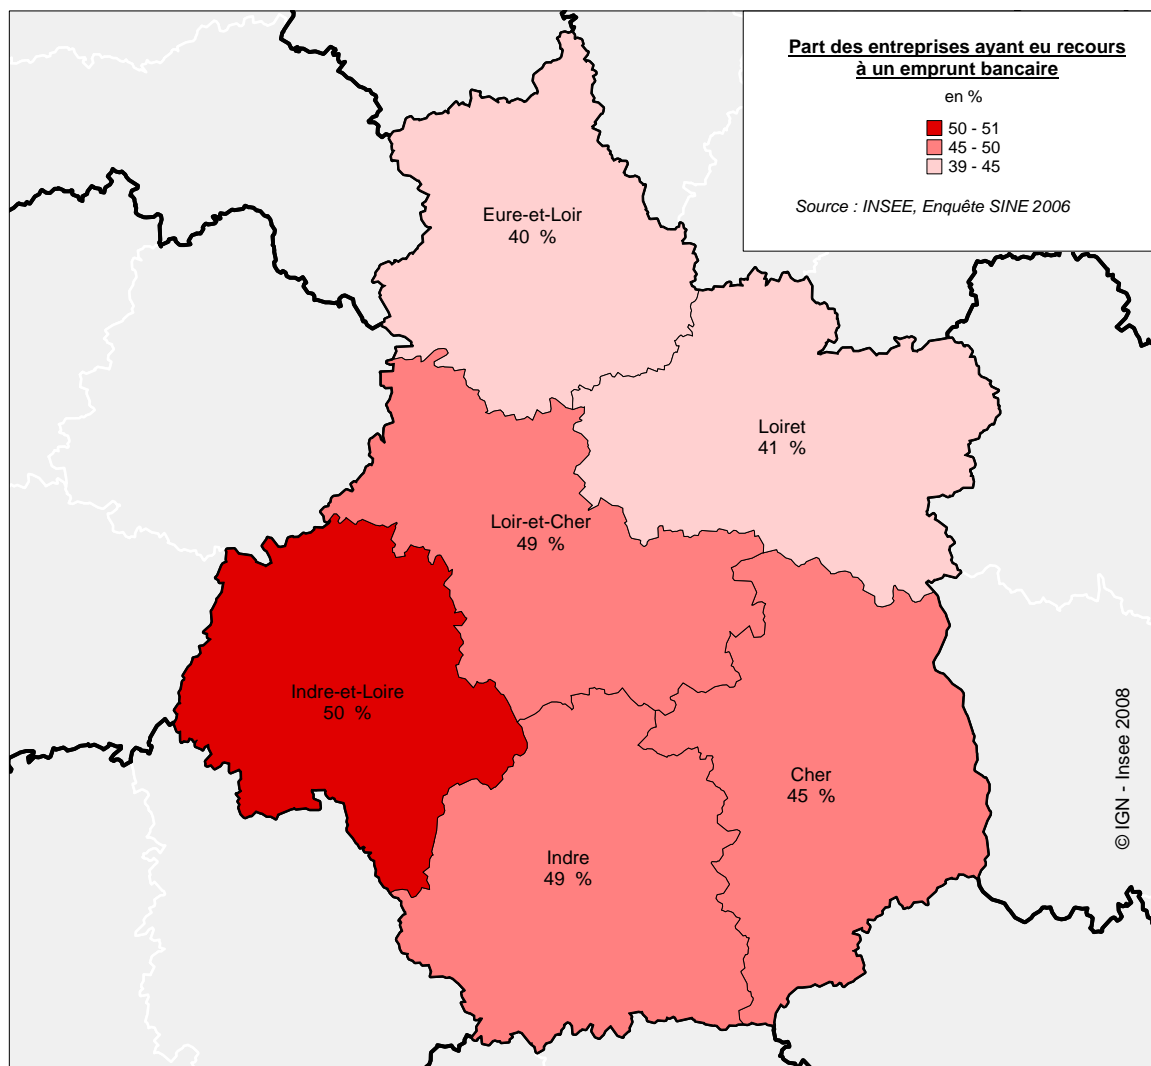 Part des entreprises ayant eu recours
à un emprunt bancaire
en %
50 - 51
45 - 50
39 - 45
Source : INSEE, Enquête SINE 2006
Eure-et-Loir
40 %
Loiret
41 %
Loir-et-Cher
49 %
Indre-et-Loire
50 %
Cher
45 %
Indre
49 %
© IGN - Insee 2008